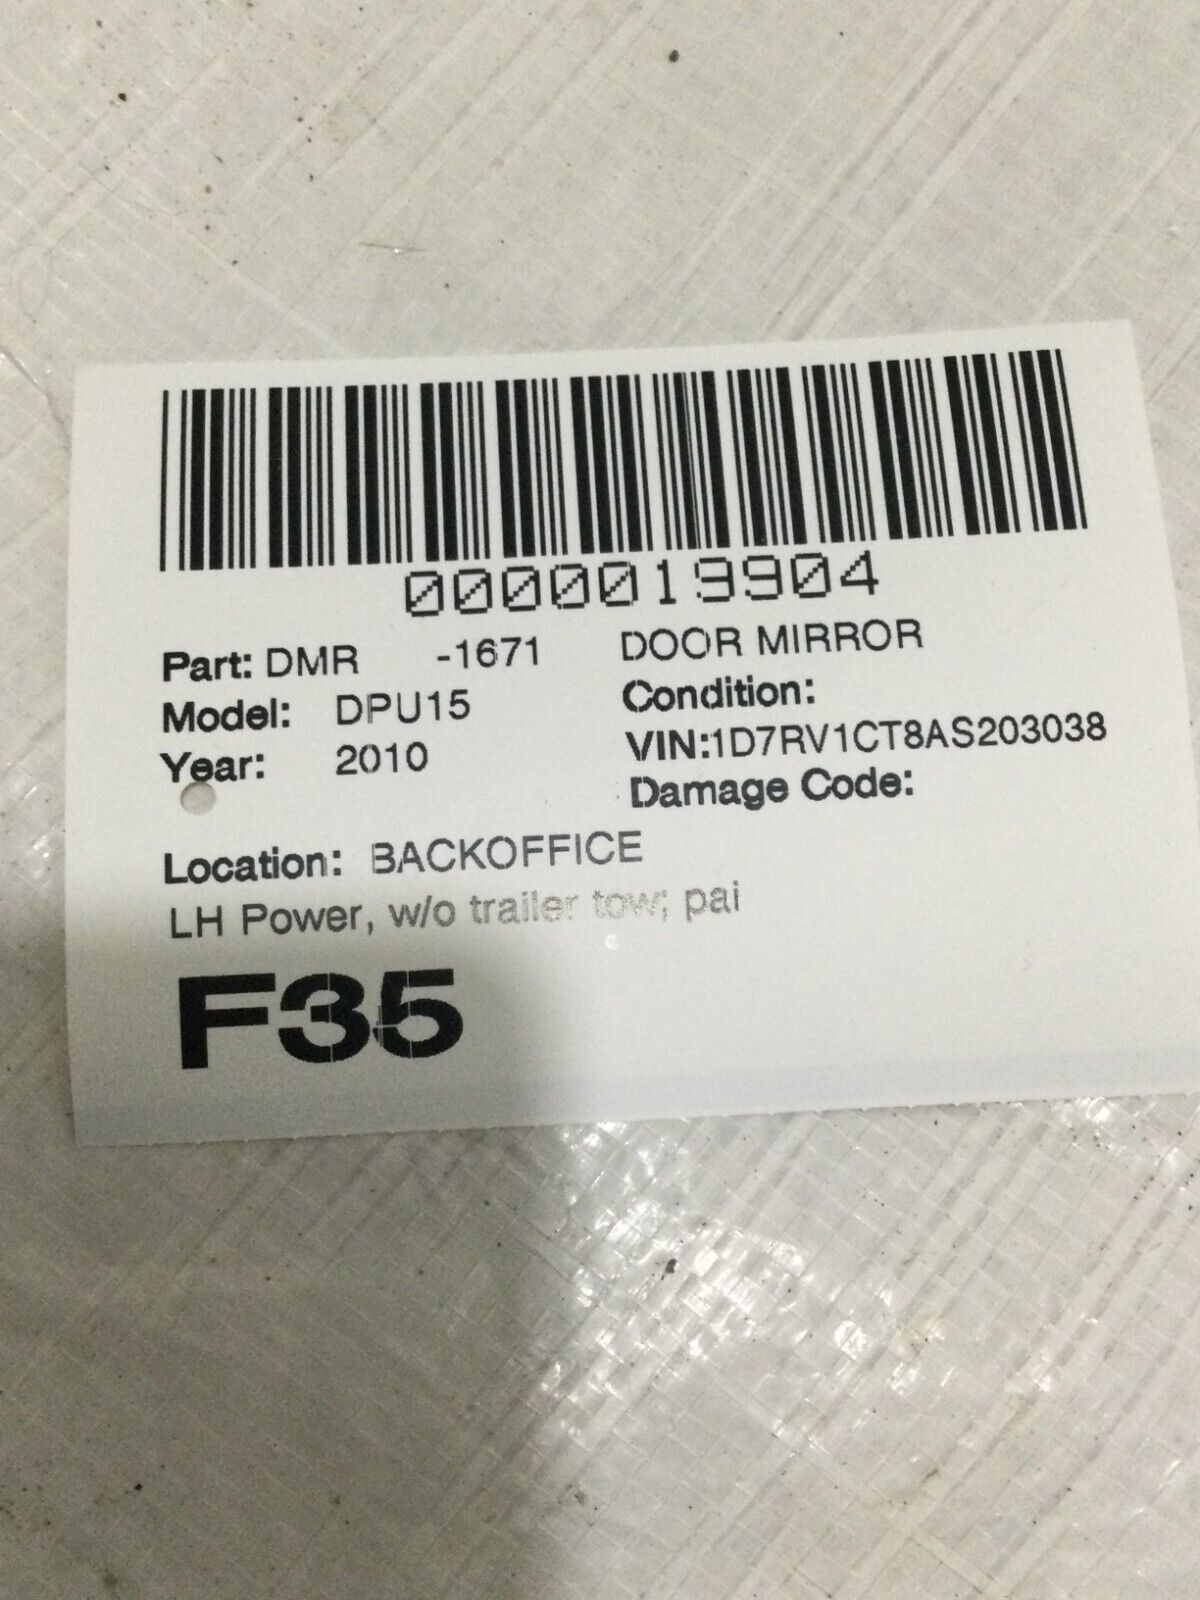 0000019904
Part: DMR -1671 DOOR MIRROR
Model: DPU15 Condition:
Year: 2010 VIN:1D7RV1CT8AS203038
Damage Code:
Location: BACKOFFICE
LH Power, w/o trailer tow; pai
F35